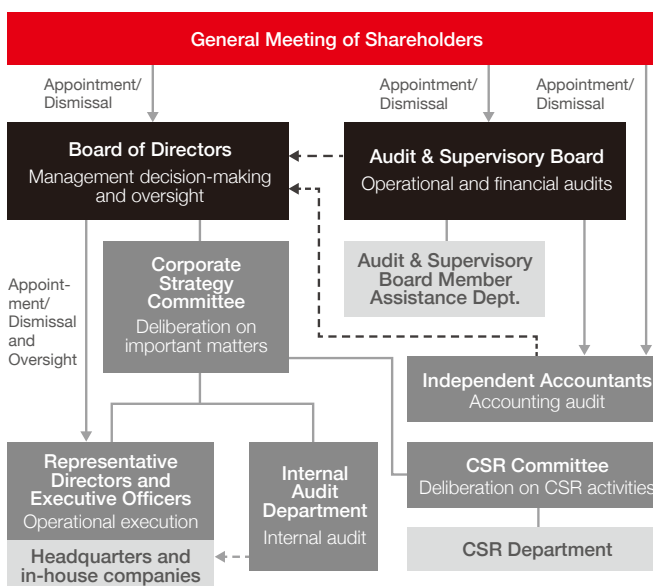 General Meeting of Shareholders
Appointment/
Dismissal
Appointment/
Dismissal
Appointment/
Dismissal
Board of Directors
Management decision-making
and oversight
Audit & Supervisory Board
Operational and financial audits
Corporate
Strategy
Committee
Deliberation on
important matters
Audit & Supervisory
Board Member
Assistance Dept.
Appoint-
ment/
Dismissal
and
Oversight
Independent Accountants
Accounting audit
Representative
Directors and
Executive Officers
Operational execution
Internal
Audit
Department
Internal audit
CSR Committee
Deliberation on CSR activities
Headquarters and
in-house companies
CSR Department